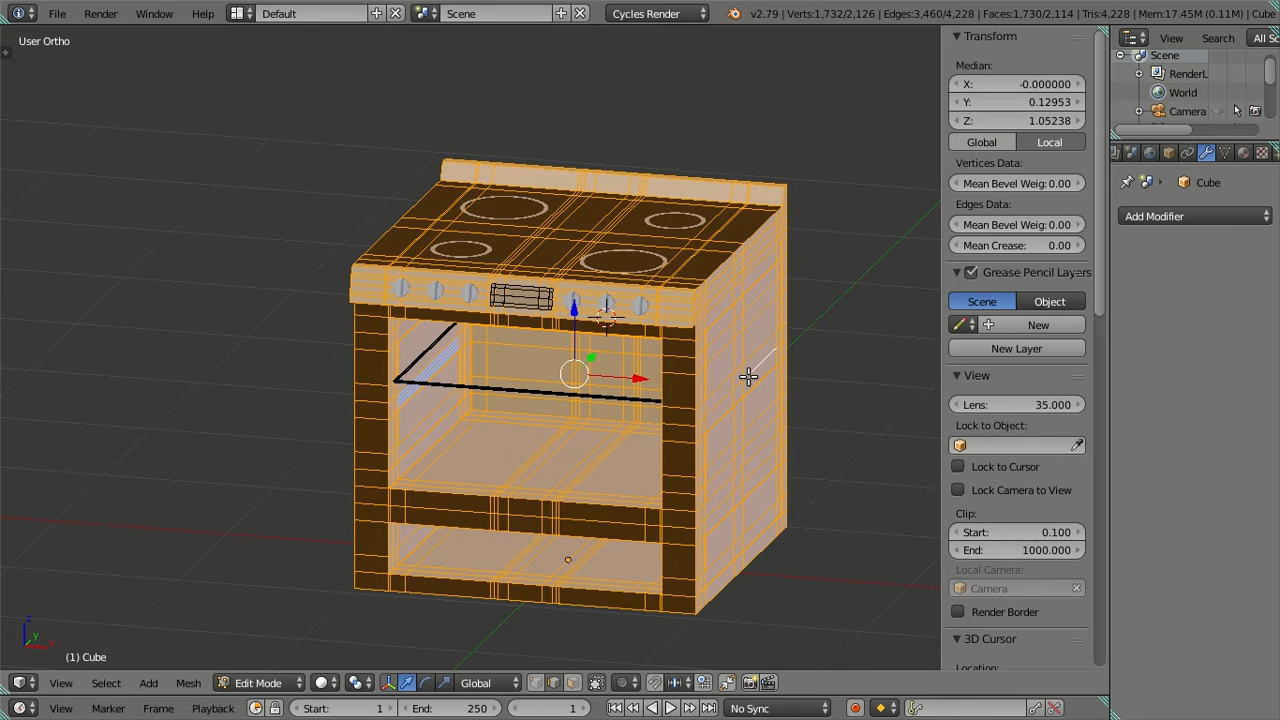 File Render Window Help Default Scene Cycles Render v2.79 | Verts:1,732/2,126 | Edges:3,460/4,228 | Faces:1,730/2,114 | Tris:4,228 | Mem:17.45M (0.11M) | Cube
User Ortho
Transform
Median:
X: -0.000000
Y: 0.12953
Z: 1.05238
Global Local
Vertices Data:
Mean Bevel Weig: 0.00
Edges Data:
Mean Bevel Weig: 0.00
Mean Crease: 0.00
Grease Pencil Layers
Scene Object
New
New Layer
View
Lens: 35.000
Lock to Object:
Lock to Cursor
Lock Camera to View
Clip:
Start: 0.100
End: 1000.000
Local Camera:
Camera
Render Border
3D Cursor
Location:
View Search All Sc
Scene
RenderL
World
Camera
Cube
Add Modifier
z
y
x
(1) Cube
View Select Add Mesh Edit Mode Global
View Marker Frame Playback Start: 1 End: 250 1 No Sync